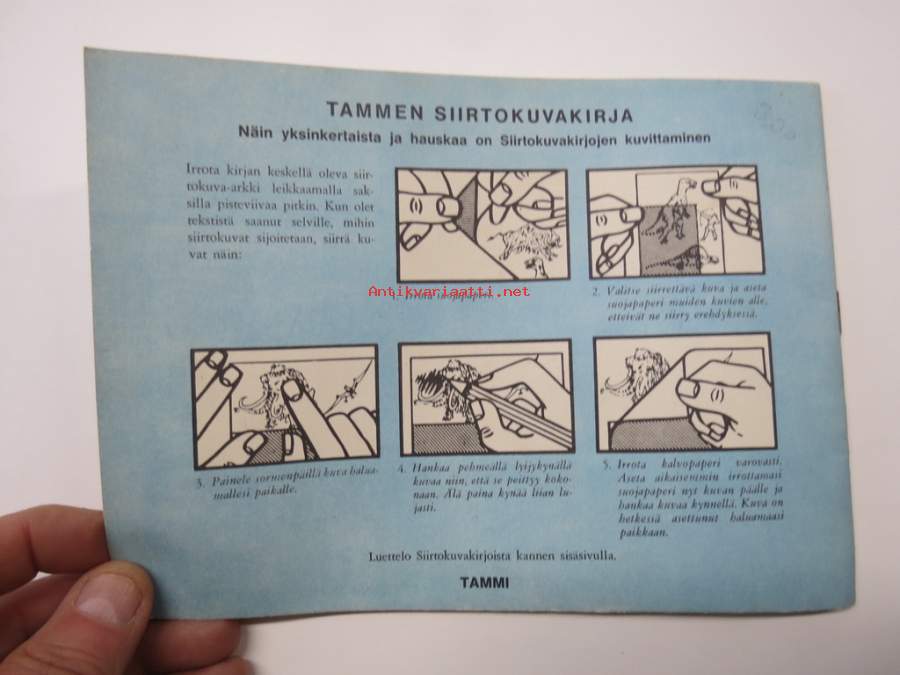 TAMMEN SIIRTOKUVAKIRJA
Näin yksinkertaista ja hauskaa on Siirtokuvakirjojen kuvittaminen
Irrota kirjan keskellä oleva siir-
tokuva-arkki leikkaamalla sak-
silla pisteviivaa pitkin. Kun olet
tekstistä saanut selville, mihin
siirtokuvat sijoitetaan, siirrä ku-
vat näin:
1. Irrota suojapaperi.
Antikvariaatti.net
2. Valitse siirrettävä kuva ja aseta
suojapaperi muiden kuvien alle,
etteivät ne siirry erehdyksessä.
3. Painele sormenpäillä kuva halua-
mallesi paikalle.
4. Hankaa pehmeällä lyijykynällä
kuvaa niin, että se peittyy koko-
naan. Älä paina kynää liian lu-
jasti.
5. Irrota kalvopaperi varovasti.
Aseta aikaisemmin irrottamasi
suojapaperi nyt kuvan päälle ja
hankaa kuvaa kynnellä. Kuva on
hetkessä asettunut haluamaasi
paikkaan.
Luettelo Siirtokuvakirjoista kannen sisäsivulla.
TAMMI